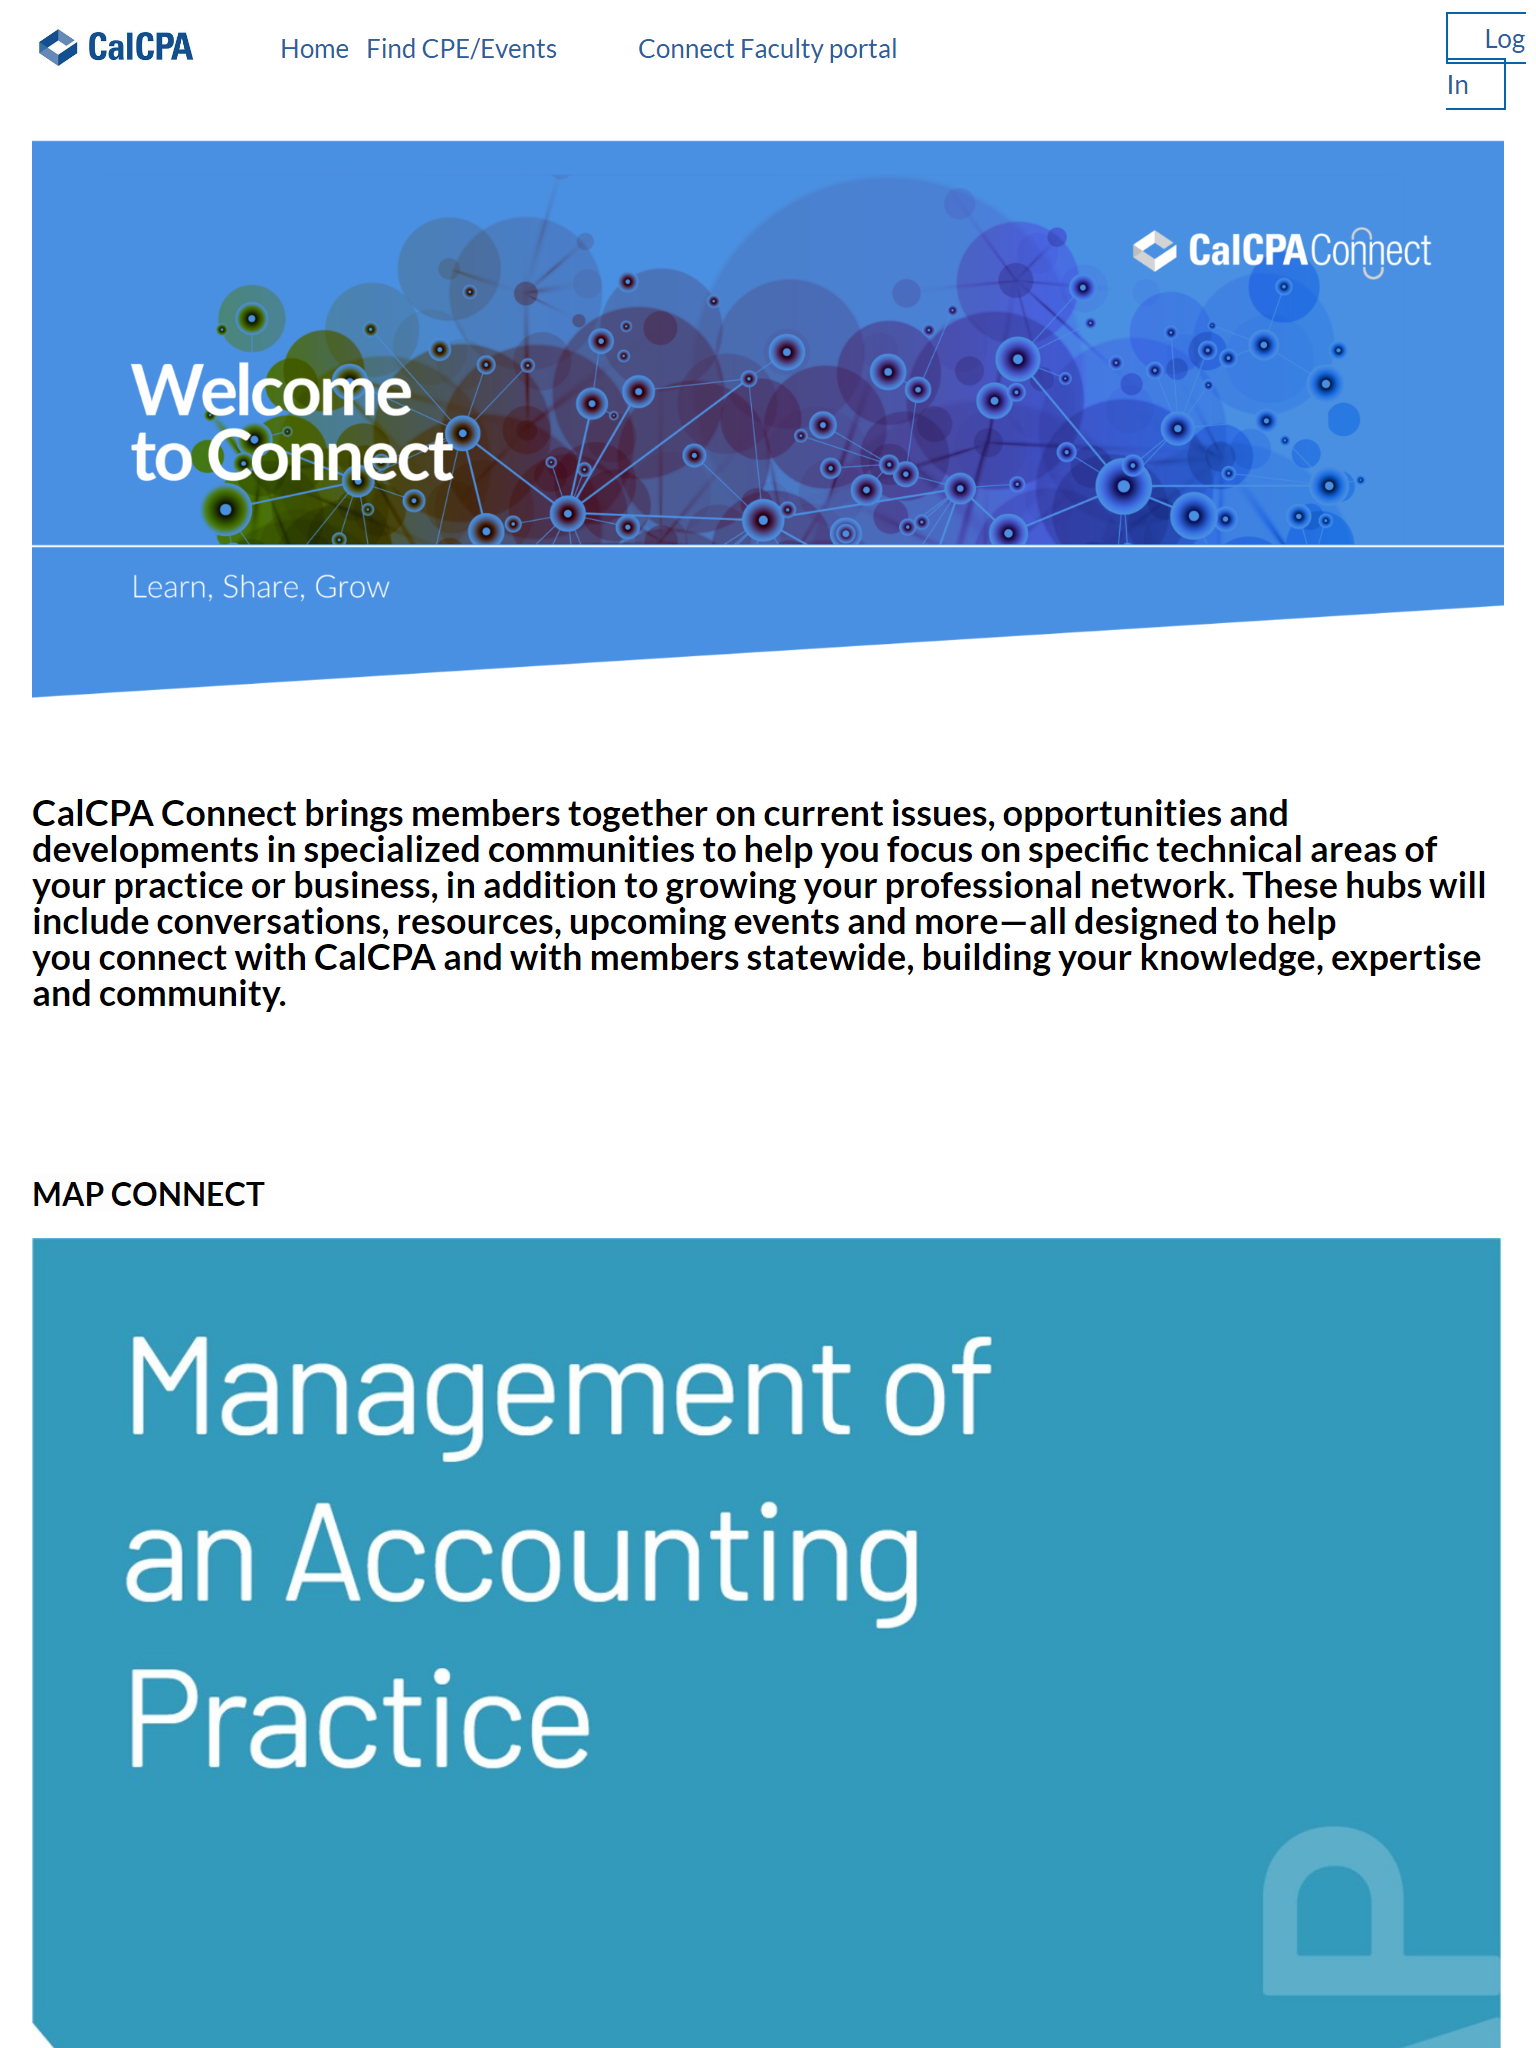 CalCPA
Home Find CPE/Events Connect Faculty portal
Log
In
CalCPA Connect
Welcome
to Connect
Learn, Share, Grow
CalCPA Connect brings members together on current issues, opportunities and
developments in specialized communities to help you focus on specific technical areas of
your practice or business, in addition to growing your professional network. These hubs will
include conversations, resources, upcoming events and more—all designed to help
you connect with CalCPA and with members statewide, building your knowledge, expertise
and community.
MAP CONNECT
Management of
an Accounting
Practice
P